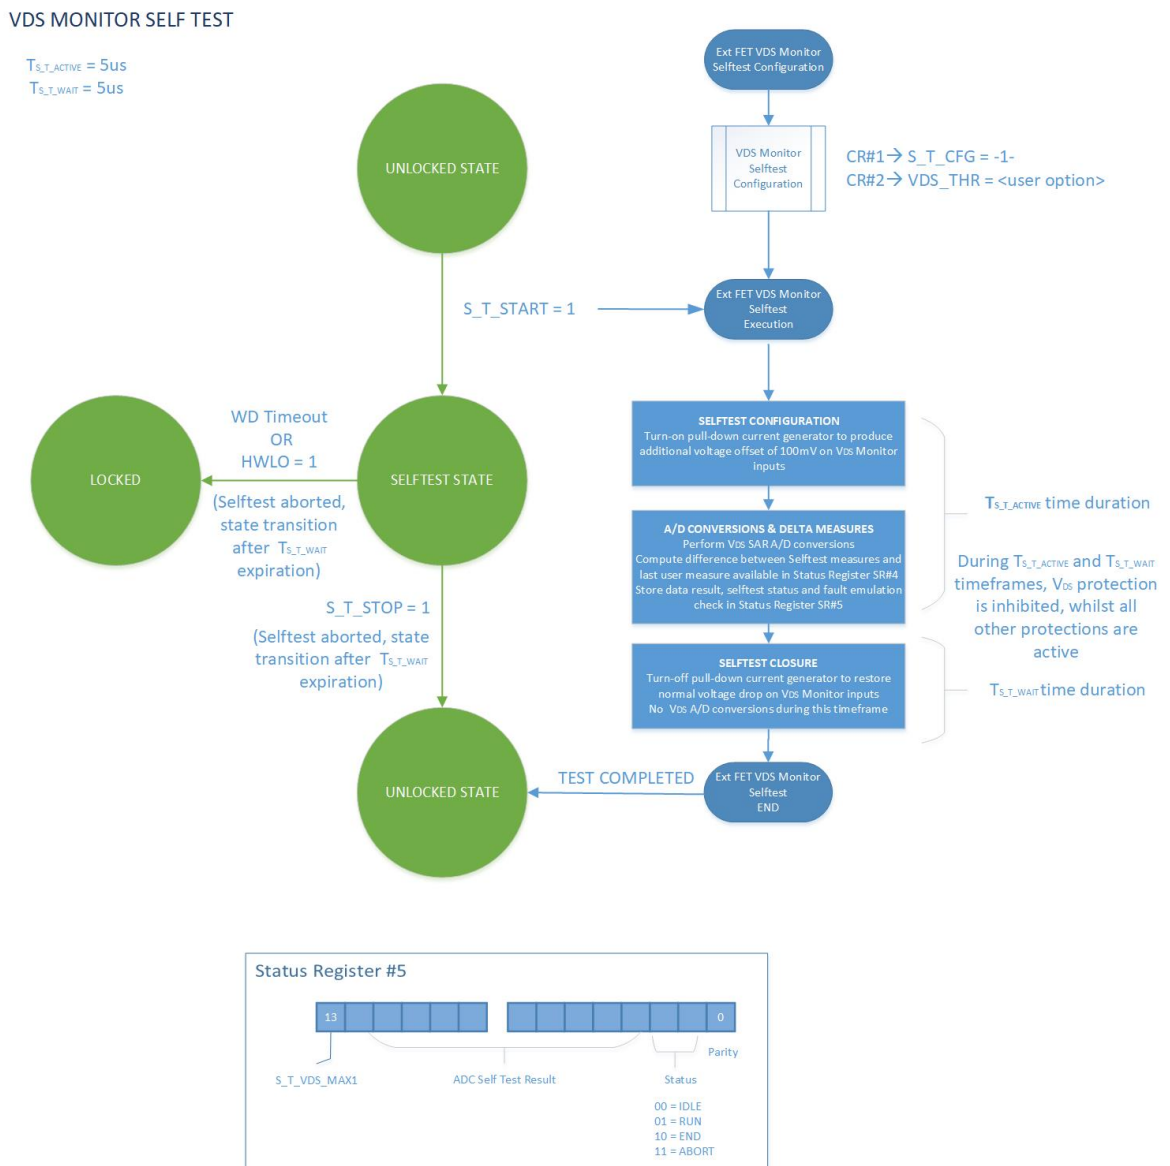 VDS MONITOR SELF TEST
TS_T_ACTIVE = 5us
TS_T_WAIT = 5us
UNLOCKED STATE
S_T_START = 1
WD Timeout
OR
HWLO = 1
(Selftest aborted,
state transition
after TS_T_WAIT
expiration)
LOCKED
SELFTEST STATE
S_T_STOP = 1
(Selftest aborted, state
transition after TS_T_WAIT
expiration)
UNLOCKED STATE
TEST COMPLETED
Ext FET VDS Monitor
Selftest Configuration
VDS Monitor
Selftest
Configuration
CR#1→ S_T_CFG = -1-
CR#2→ VDS_THR = <user option>
Ext FET VDS Monitor
Selftest
Execution
SELFTEST CONFIGURATION
Turn-on pull-down current generator to produce
additional voltage offset of 100mV on VDS Monitor
inputs
A/D CONVERSIONS & DELTA MEASURES
Perform VDS SAR A/D conversions
Compute difference between Selftest measures and
last user measure available in Status Register SR#4
Store data result, selftest status and fault emulation
check in Status Register SR#5
SELFTEST CLOSURE
Turn-off pull-down current generator to restore
normal voltage drop on VDS Monitor inputs
No VDS A/D conversions during this timeframe
Ext FET VDS Monitor
Selftest
END
TS_T_ACTIVE time duration
During TS_T_ACTIVE and TS_T_WAIT
timeframes, VDS protection
is inhibited, whilst all
other protections are
active
TS_T_WAIT time duration
Status Register #5
13
0
Parity
S_T_VDS_MAX1
ADC Self Test Result
Status
00 = IDLE
01 = RUN
10 = END
11 = ABORT